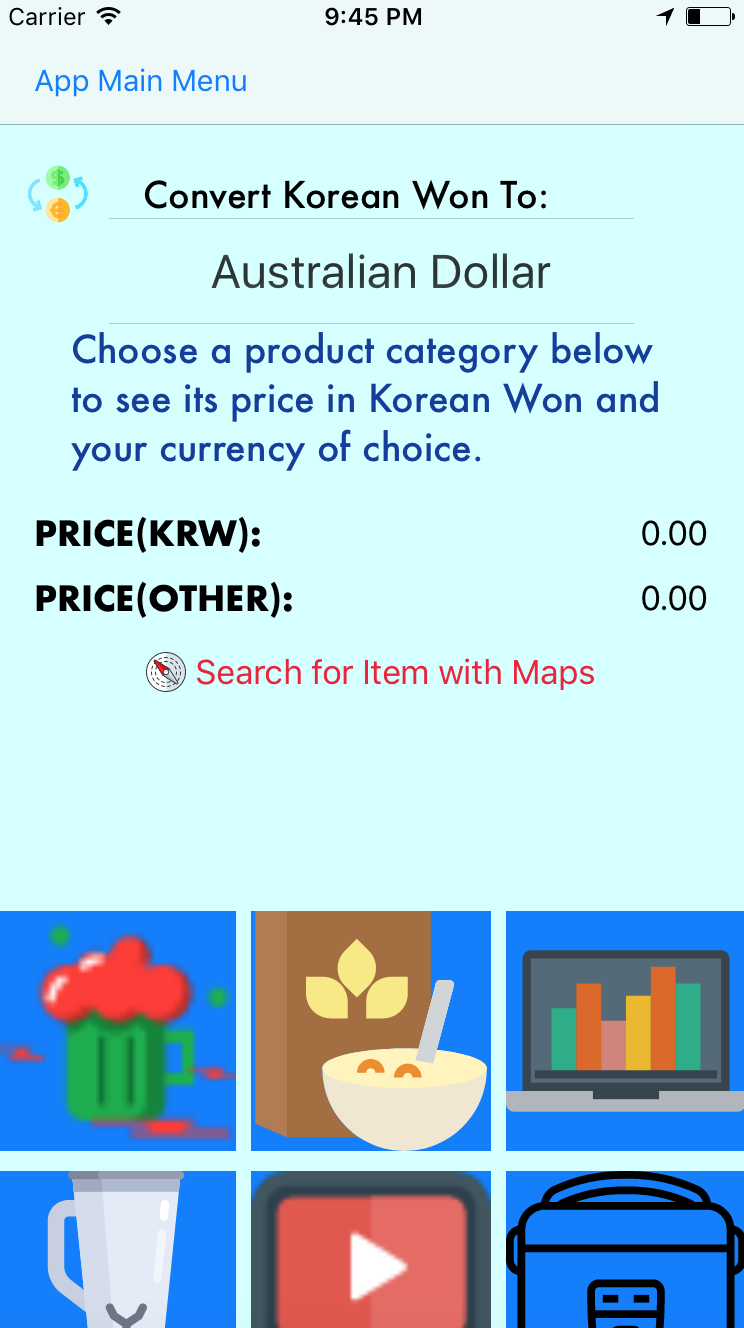 Carrier 9:45 PM
App Main Menu
Convert Korean Won To:
Australian Dollar
Choose a product category below
to see its price in Korean Won and
your currency of choice.
PRICE(KRW): 0.00
PRICE(OTHER): 0.00
Search for Item with Maps